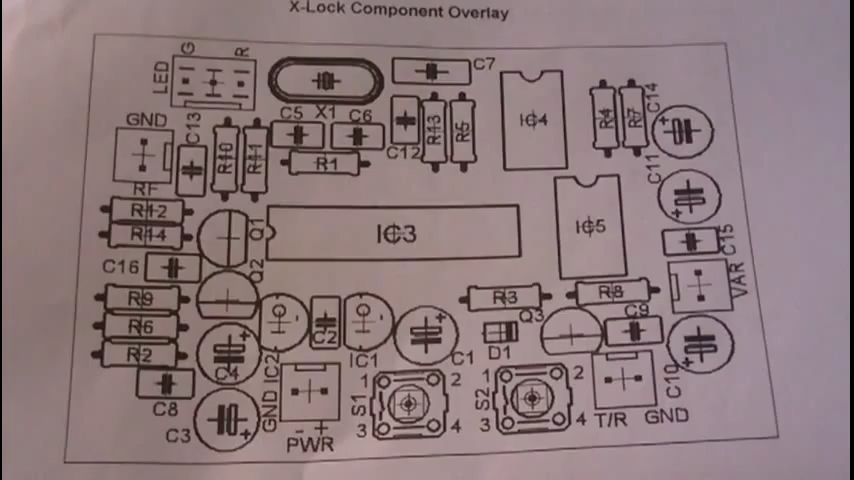 X-Lock Component Overlay
G R
LED
C7
X1
GND
C13
C5 C6
C12
R10
R11
R1
R13
R5
IC4
R4
R7
C14
C11
RF
R12
R14
Q1
IC3
IC5
C15
C16
Q2
VAR
R9
R3
R8
R6
C2
Q3
C9
R2
IC2
IC1
C1
D1
C4
C10
C8
GND
S1
1 2
3 4
S2
1 2
3 4
T/R GND
C3
- +
PWR